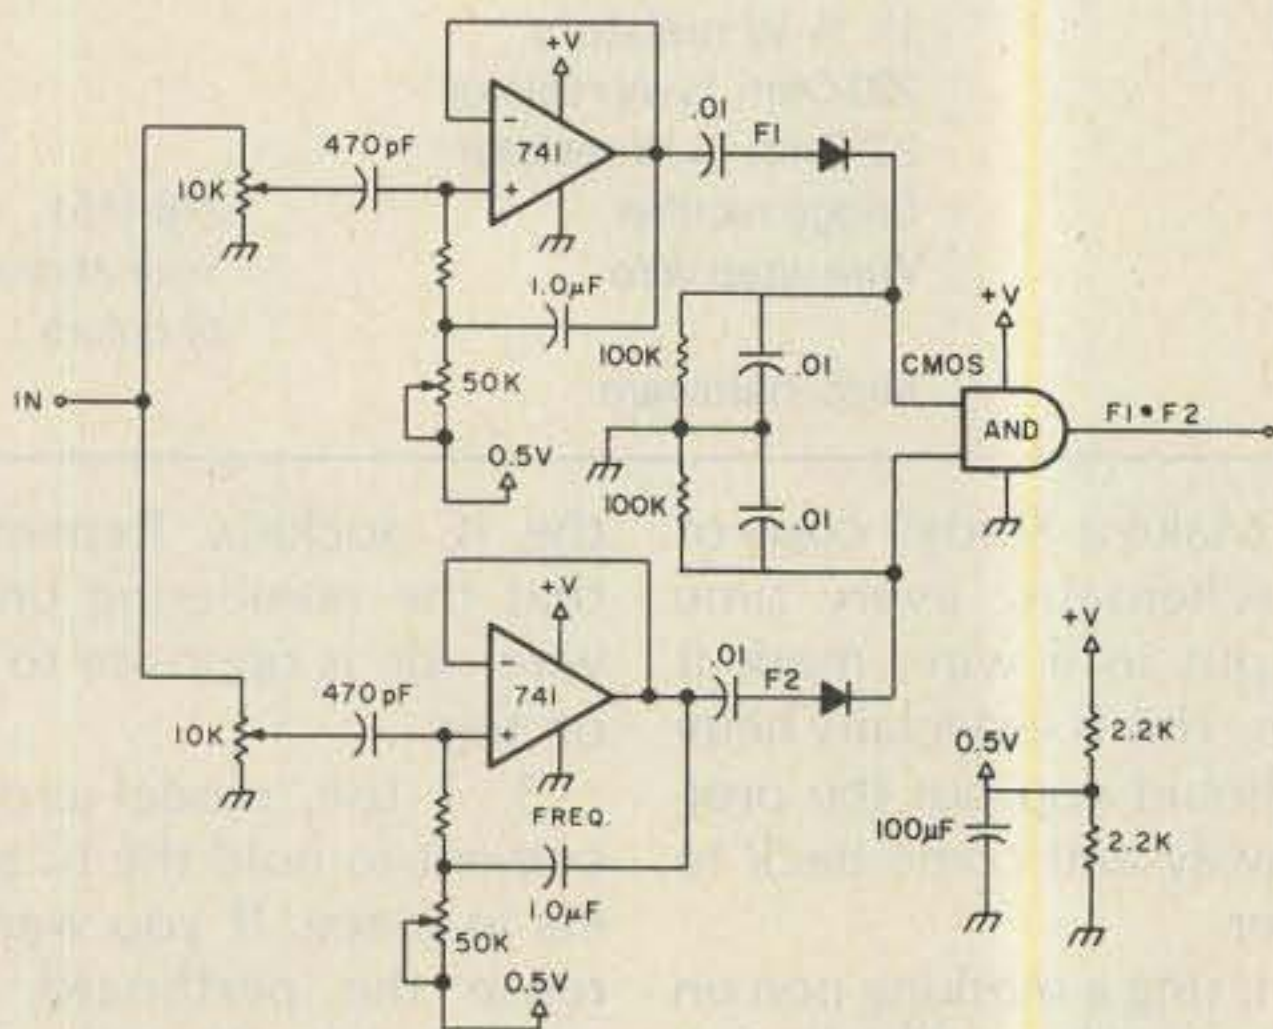 +V
741
-
+
.01
F1
470pF
10K
1.0µF
100K
.01
CMOS
+V
50K
IN
AND
F1•F2
0.5V
100K
.01
+V
741
-
+
.01
F2
470pF
10K
FREQ.
1.0µF
50K
0.5V
+V
0.5V
2.2K
100µF
2.2K